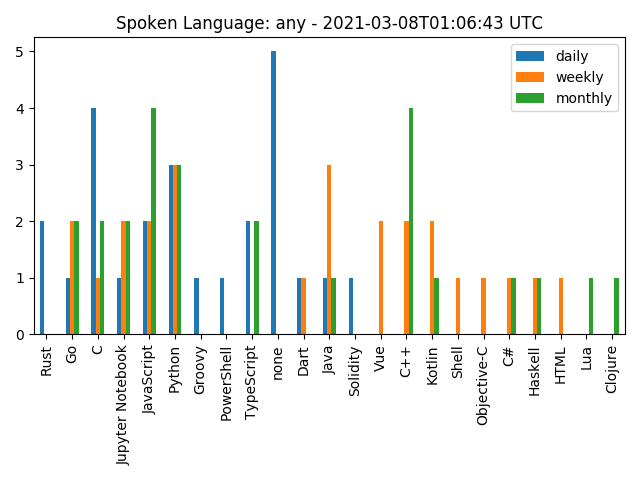 Spoken Language: any - 2021-03-08T01:06:43 UTC
daily
weekly
monthly
5
4
3
2
1
0
Rust
Go
C
Jupyter Notebook
JavaScript
Python
Groovy
PowerShell
TypeScript
none
Dart
Java
Solidity
Vue
C++
Kotlin
Shell
Objective-C
C#
Haskell
HTML
Lua
Clojure